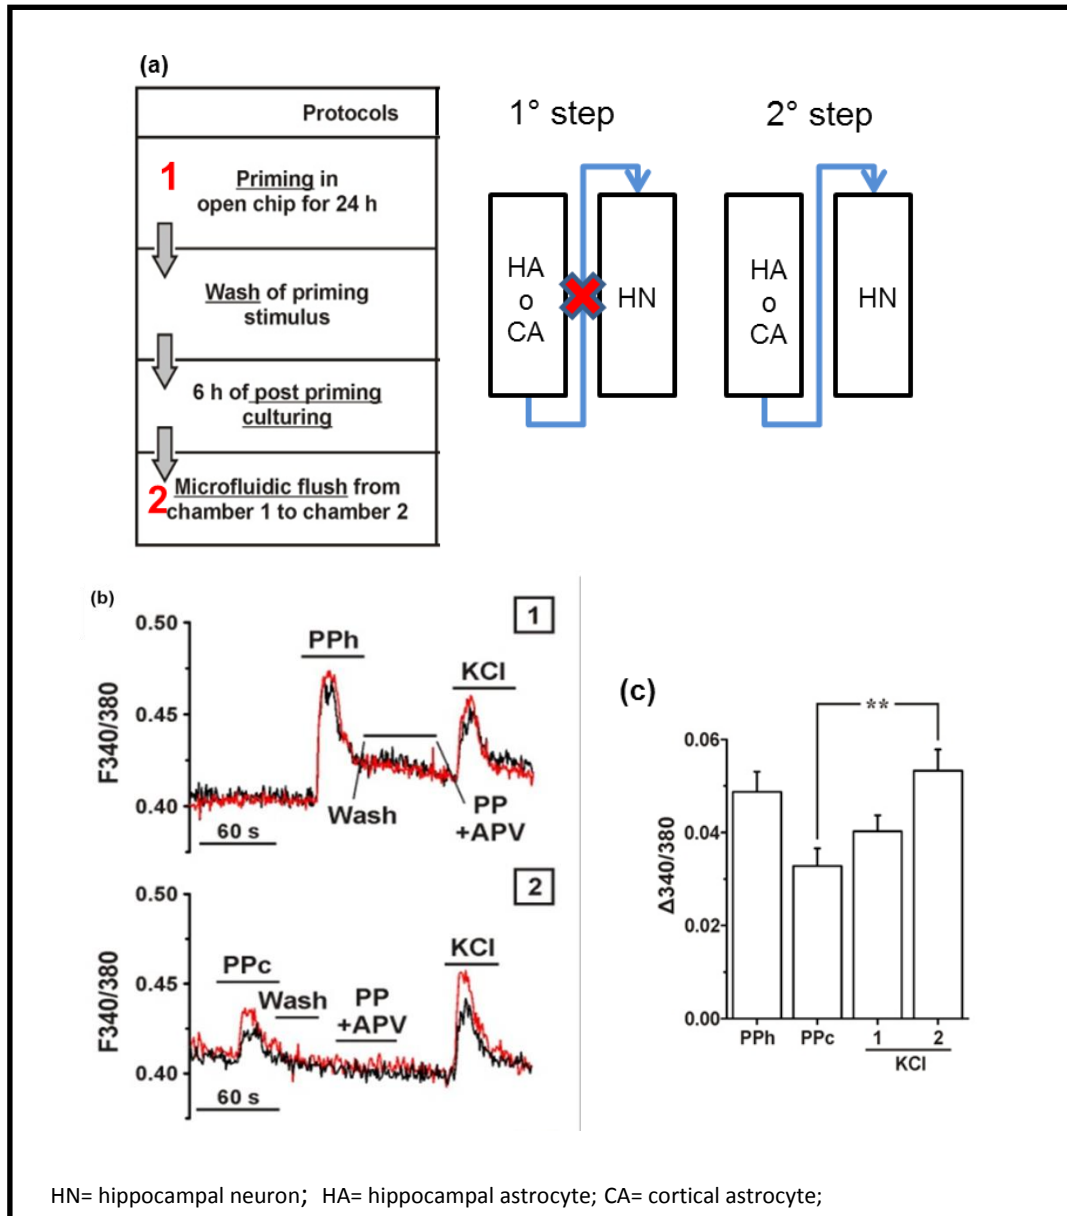 (a)
Protocols
1
Priming in
open chip for 24 h
Wash of priming
stimulus
6 h of post priming
culturing
2
Microfluidic flush from
chamber 1 to chamber 2
1° step
HA
o
CA
HN
2° step
HA
o
CA
HN
(b)
1
F340/380
0.50
0.45
0.40
PPh
KCl
Wash
PP
+APV
60 s
2
F340/380
0.50
0.45
0.40
PPc
Wash
PP
+APV
KCl
60 s
(c)
**
Δ340/380
0.06
0.04
0.02
0.00
PPh
PPc
1
2
KCl
HN= hippocampal neuron; HA= hippocampal astrocyte; CA= cortical astrocyte;